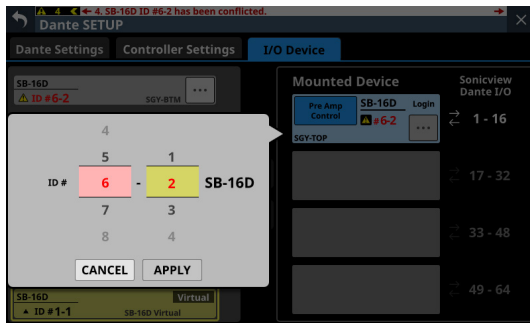 4 4. SB-16D ID #6-2 has been conflicted.
Dante SETUP
Dante Settings Controller Settings I/O Device
SB-16D
ID #6-2
SGY-BTM
...
Mounted Device
Sonicview
Dante I/O
Pre Amp
Control
SB-16D
#6-2
Login
...
SGY-TOP
1 - 16
17 - 32
33 - 48
49 - 64
4
5 1
ID # 6 - 2 SB-16D
7 3
8 4
CANCEL APPLY
SB-16D
Virtual
ID #1-1
SB-16D Virtual